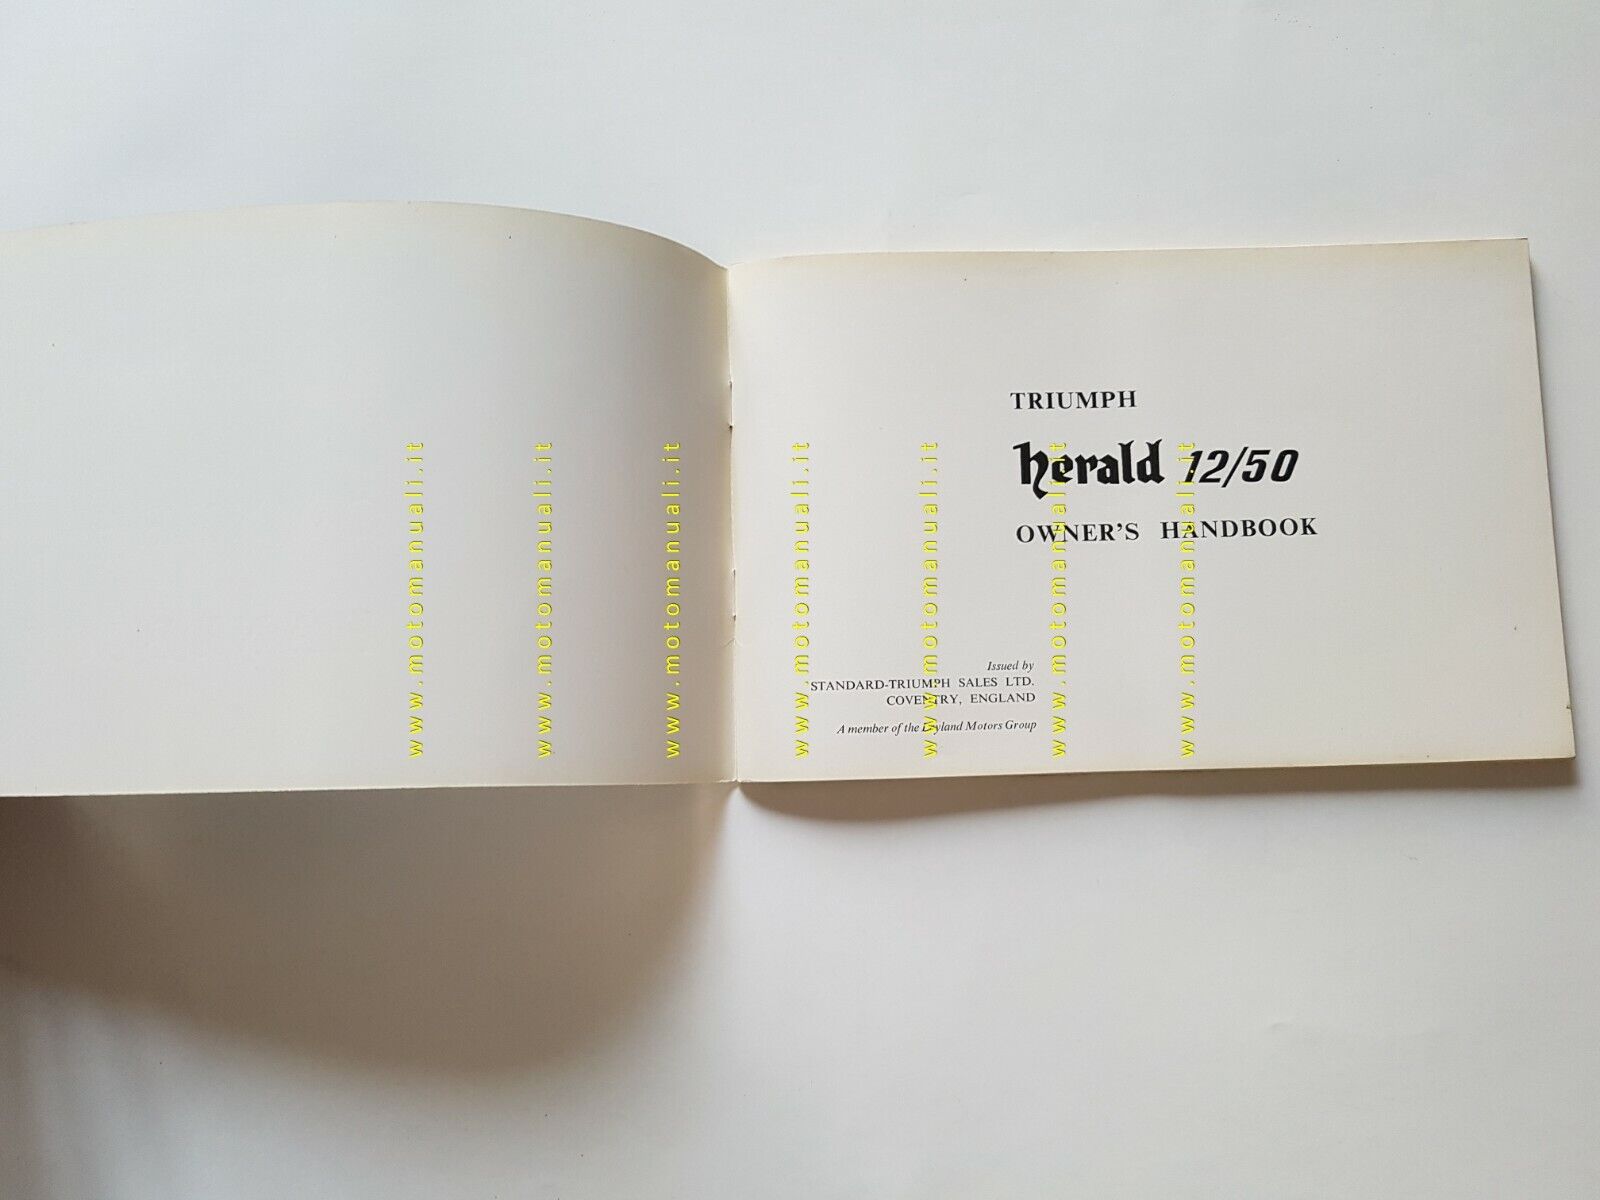 TRIUMPH
herald 12/50
OWNER'S HANDBOOK
Issued by
STANDARD-TRIUMPH SALES LTD.
COVENTRY, ENGLAND
A member of the Leyland Motors Group
www.motomanuali.it
www.motomanuali.it
www.motomanuali.it
www.motomanuali.it
www.motomanuali.it
www.motomanuali.it
www.motomanuali.it